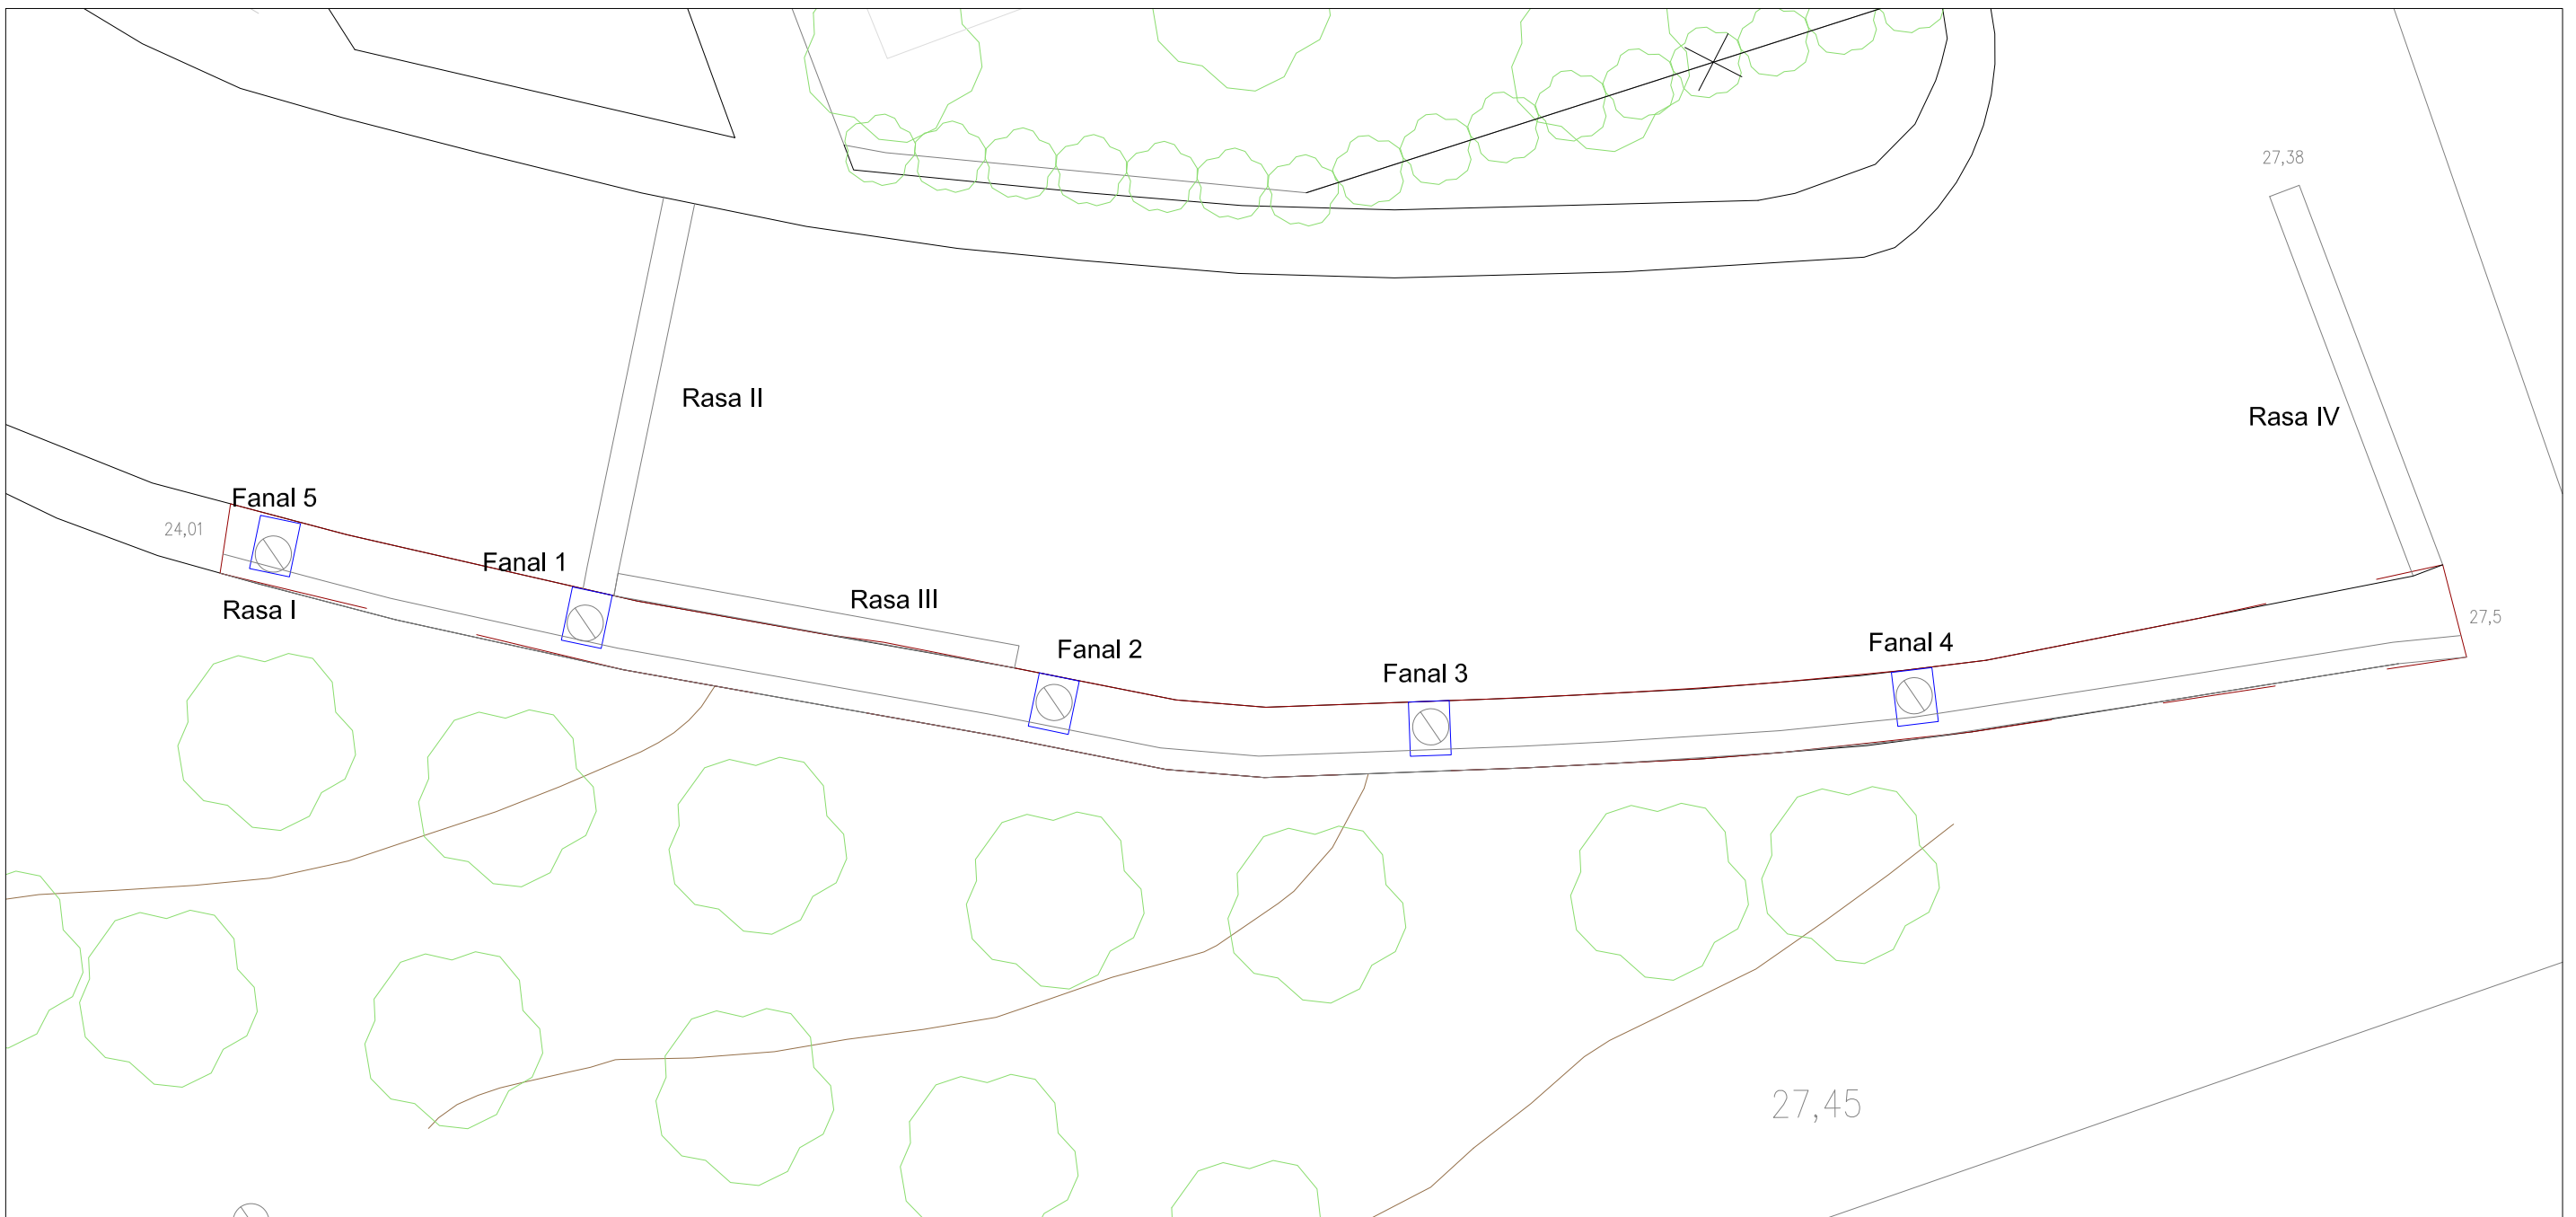 27,38
Rasa II
Rasa IV
Fanal 5
24,01
Fanal 1
Rasa III
Rasa I
27,5
Fanal 2
Fanal 4
Fanal 3
27,45